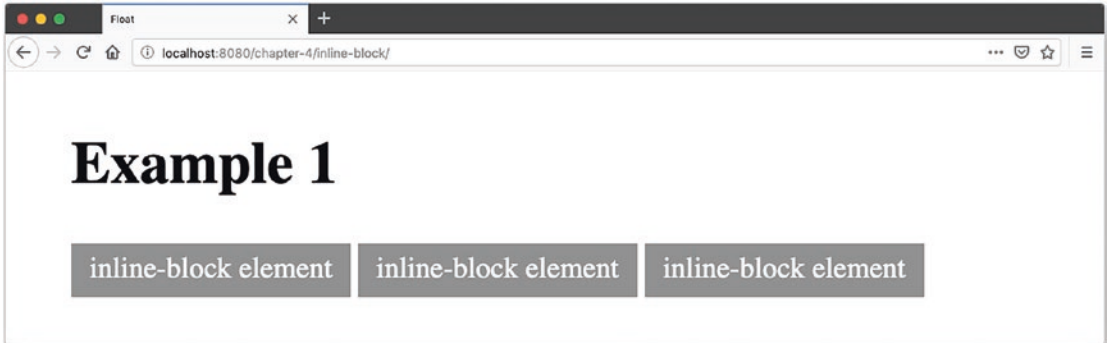 Float
localhost:8080/chapter-4/inline-block/
Example 1
inline-block element inline-block element inline-block element